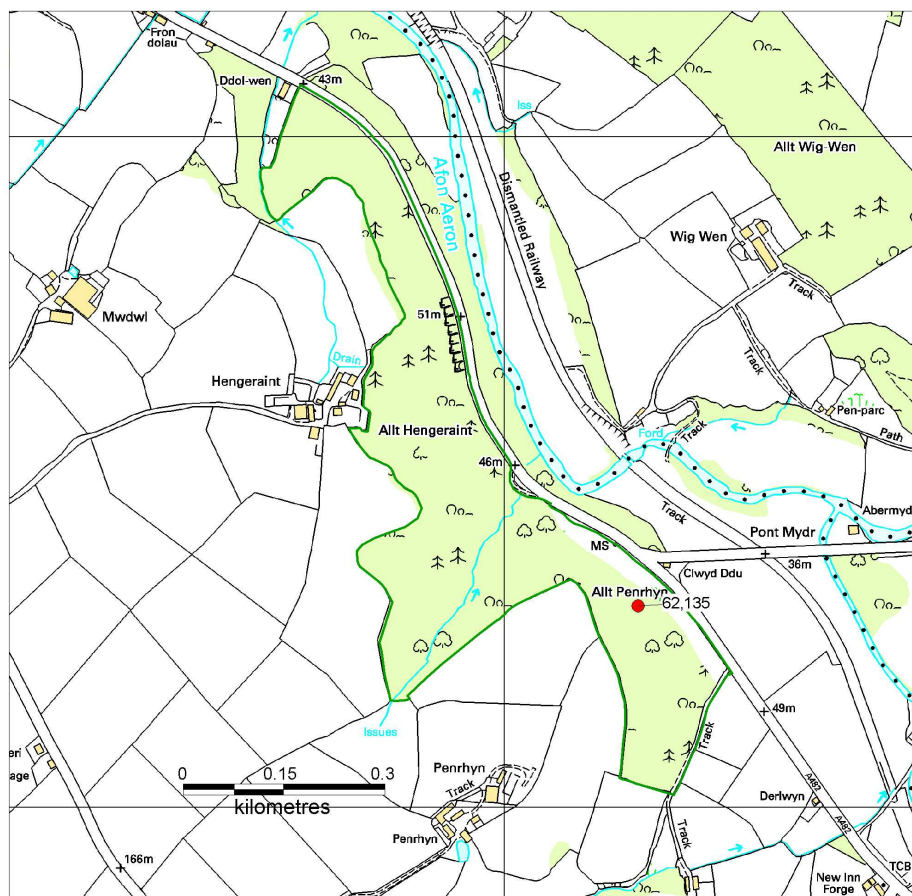 Fron
dolau
Ddol-wen
43m
Iss
Allt Wig-Wen
Afon Aeron
Dismantled Railway
Wig Wen
Track
Mwdwl
51m
Drain
Hengeraint
Track
Pen-parc
Path
Allt Hengeraint
Ford
Track
46m
Track
Abermyd
Pont Mydr
MS
36m
Clwyd Ddu
Allt Penrhyn
62,135
49m
Issues
Track
eri
age
0 0.15 0.3
kilometres
Penrhyn
Track
Penrhyn
A482
Derlwyn
A482
Track
166m
TCB
New Inn
Forge